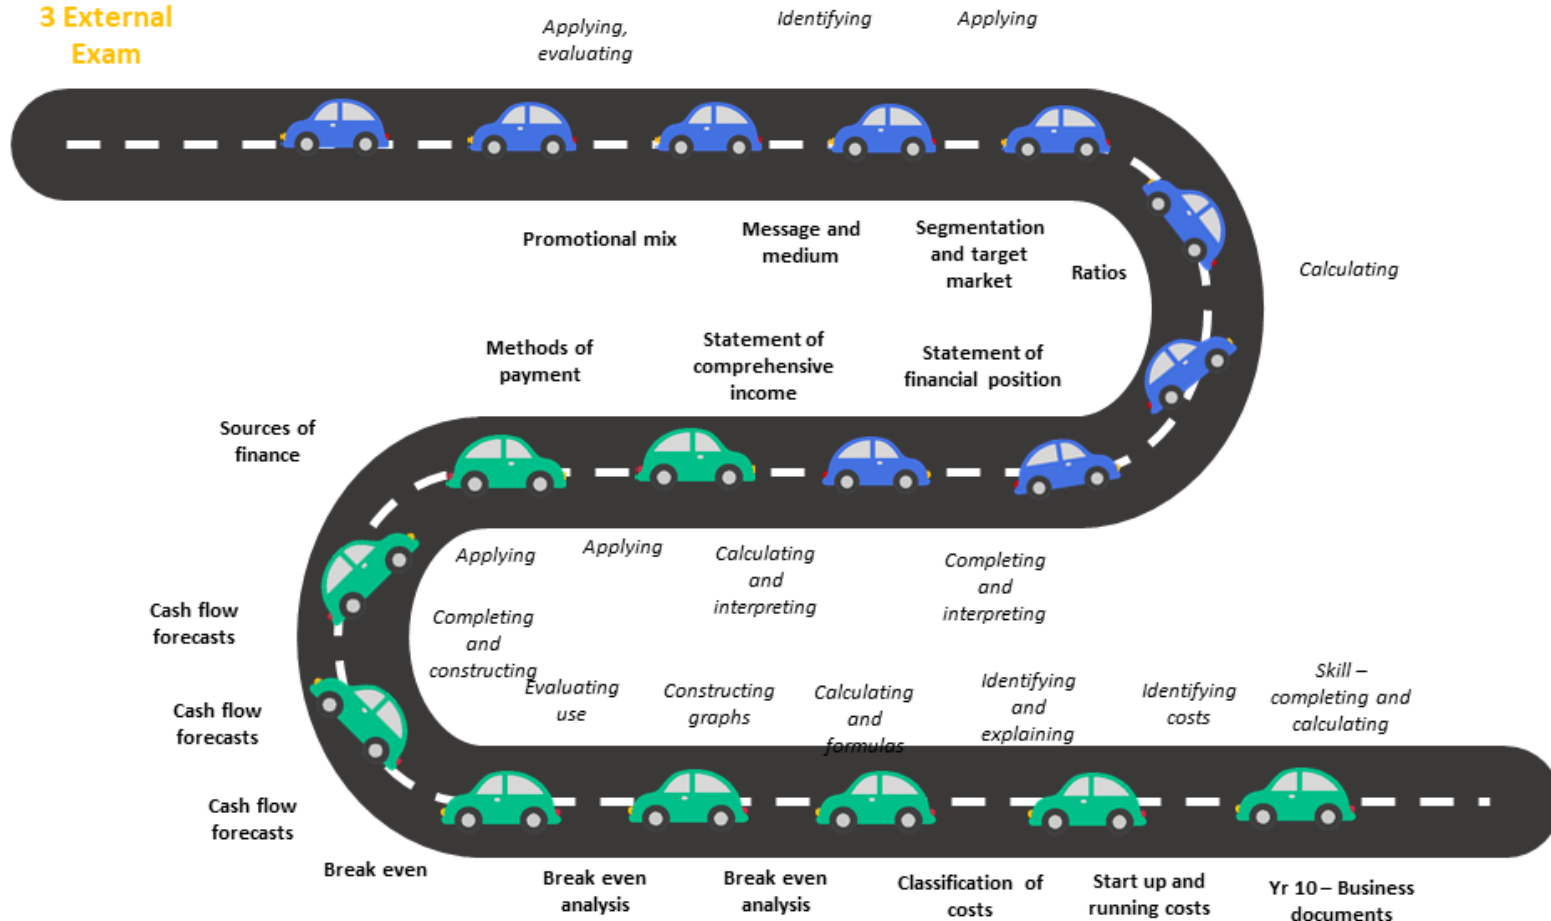 3 External
Exam
Applying,
evaluating
Identifying
Applying
Promotional mix
Message and
medium
Segmentation
and target
market
Ratios
Calculating
Methods of
payment
Statement of
comprehensive
income
Statement of
financial position
Sources of
finance
Applying
Applying
Calculating
and
interpreting
Completing
and
interpreting
Cash flow
forecasts
Completing
and
constructing
Evaluating
use
Constructing
graphs
Calculating
and
formulas
Identifying
and
explaining
Identifying
costs
Skill –
completing and
calculating
Cash flow
forecasts
Cash flow
forecasts
Break even
Break even
analysis
Break even
analysis
Classification of
costs
Start up and
running costs
Yr 10 – Business
documents